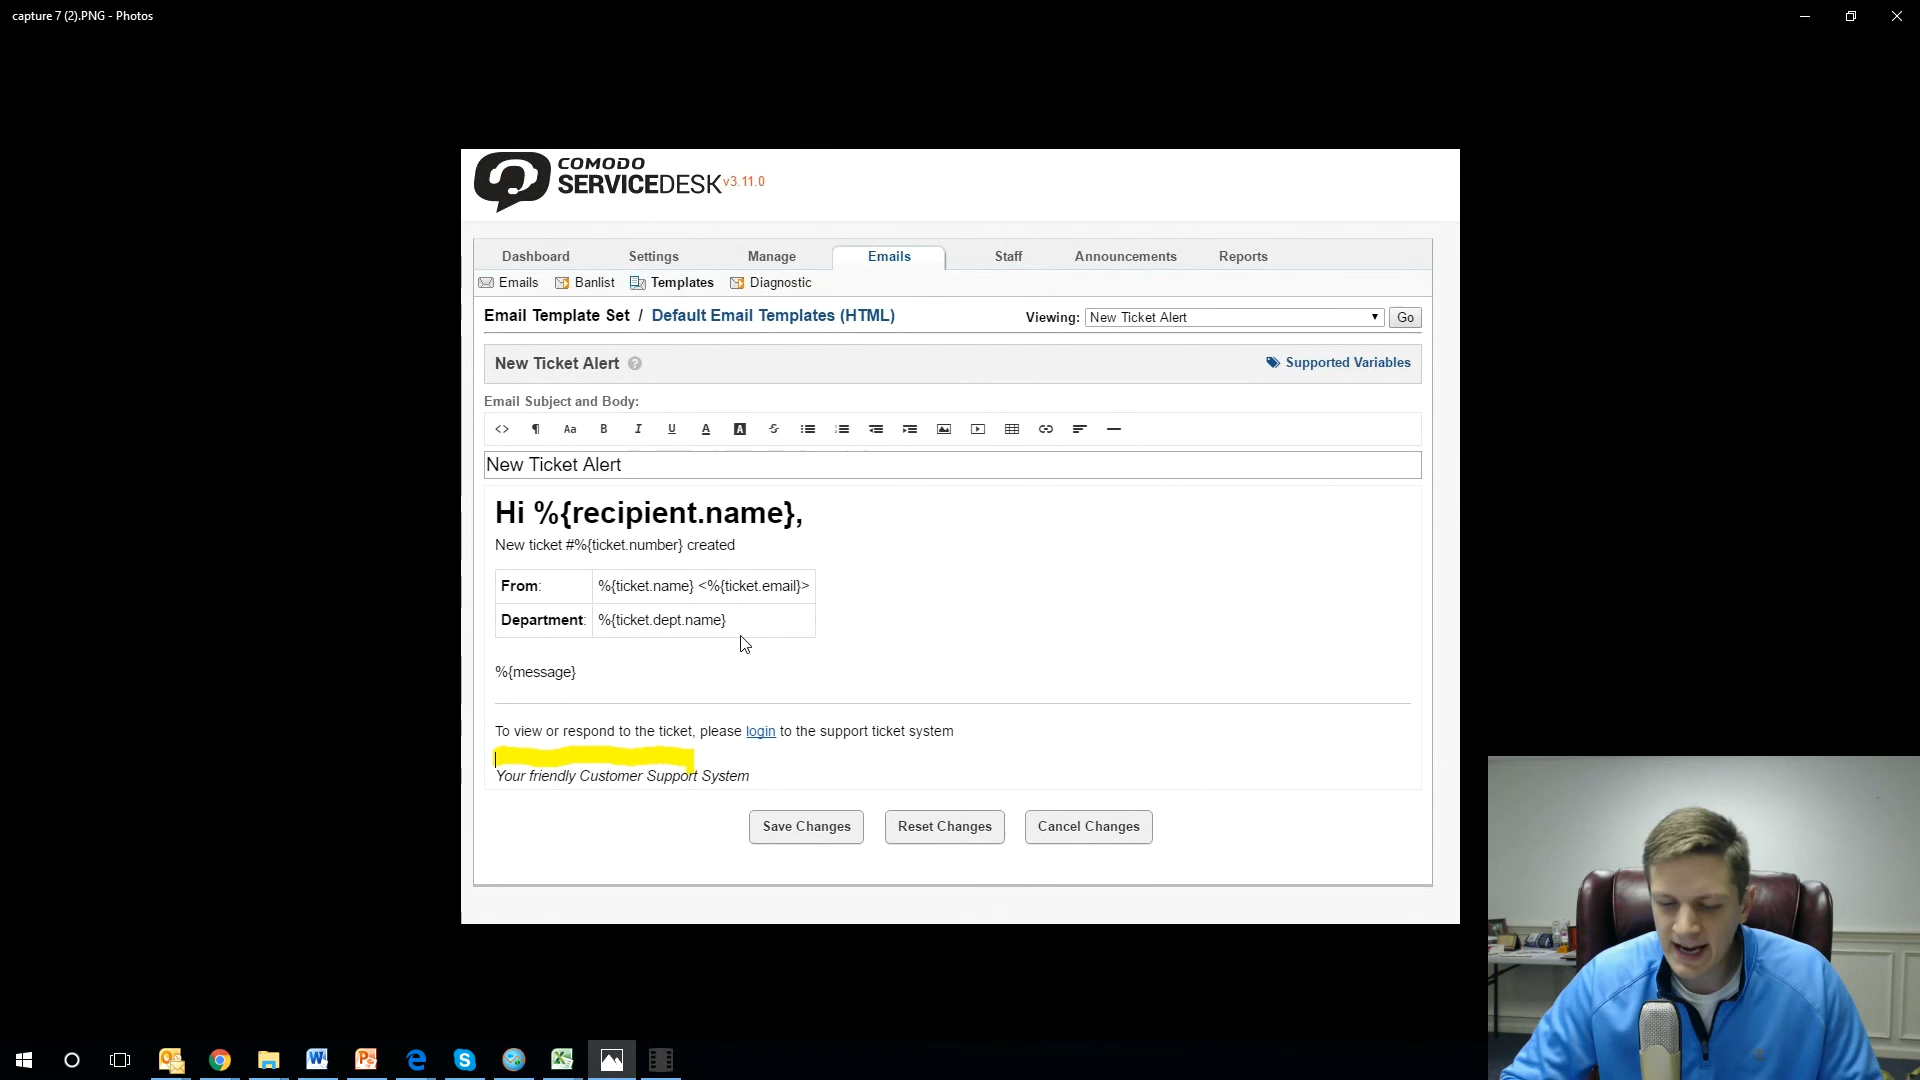 capture 7 (2).PNG - Photos
COMODO
SERVICEDESK v3.11.0
Dashboard Settings Manage Emails Staff Announcements Reports
Emails Banlist Templates Diagnostic
Email Template Set / Default Email Templates (HTML) Viewing: New Ticket Alert Go
New Ticket Alert ? Supported Variables
Email Subject and Body:
<> ¶ Aa B I U A A S
New Ticket Alert
Hi %{recipient.name},
New ticket #%{ticket.number} created
From: %{ticket.name} <%{ticket.email}>
Department: %{ticket.dept.name}
%{message}
To view or respond to the ticket, please login to the support ticket system
Your friendly Customer Support System
Save Changes Reset Changes Cancel Changes